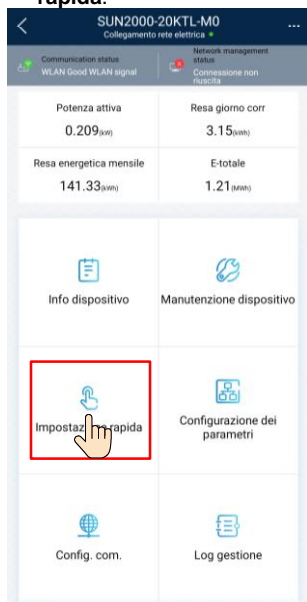 rapida.
SUN2000-20KTL-M0
Collegamento rete elettrica
Communication status
WLAN Good WLAN signal
Network management
status
Connessione non
riuscita
Potenza attiva
0.209(kW)
Resa giorno corr
3.15(kWh)
Resa energetica mensile
141.33(kWh)
E-totale
1.21(MWh)
Info dispositivo
Manutenzione dispositivo
Impostazione rapida
Configurazione dei
parametri
Config. com.
Log gestione